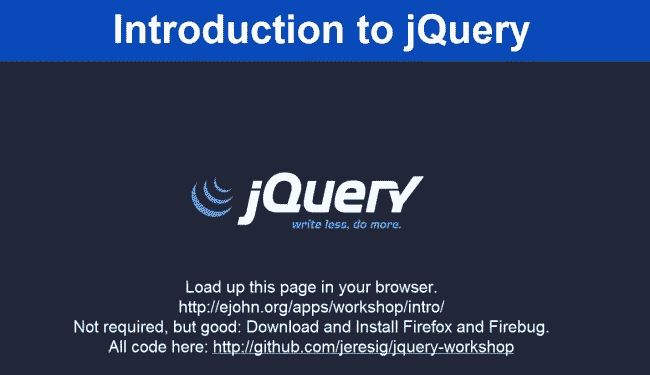 Introduction to jQuery
jQuery
write less, do more.
Load up this page in your browser.
http://ejohn.org/apps/workshop/intro/
Not required, but good: Download and Install Firefox and Firebug.
All code here: http://github.com/jeresig/jquery-workshop